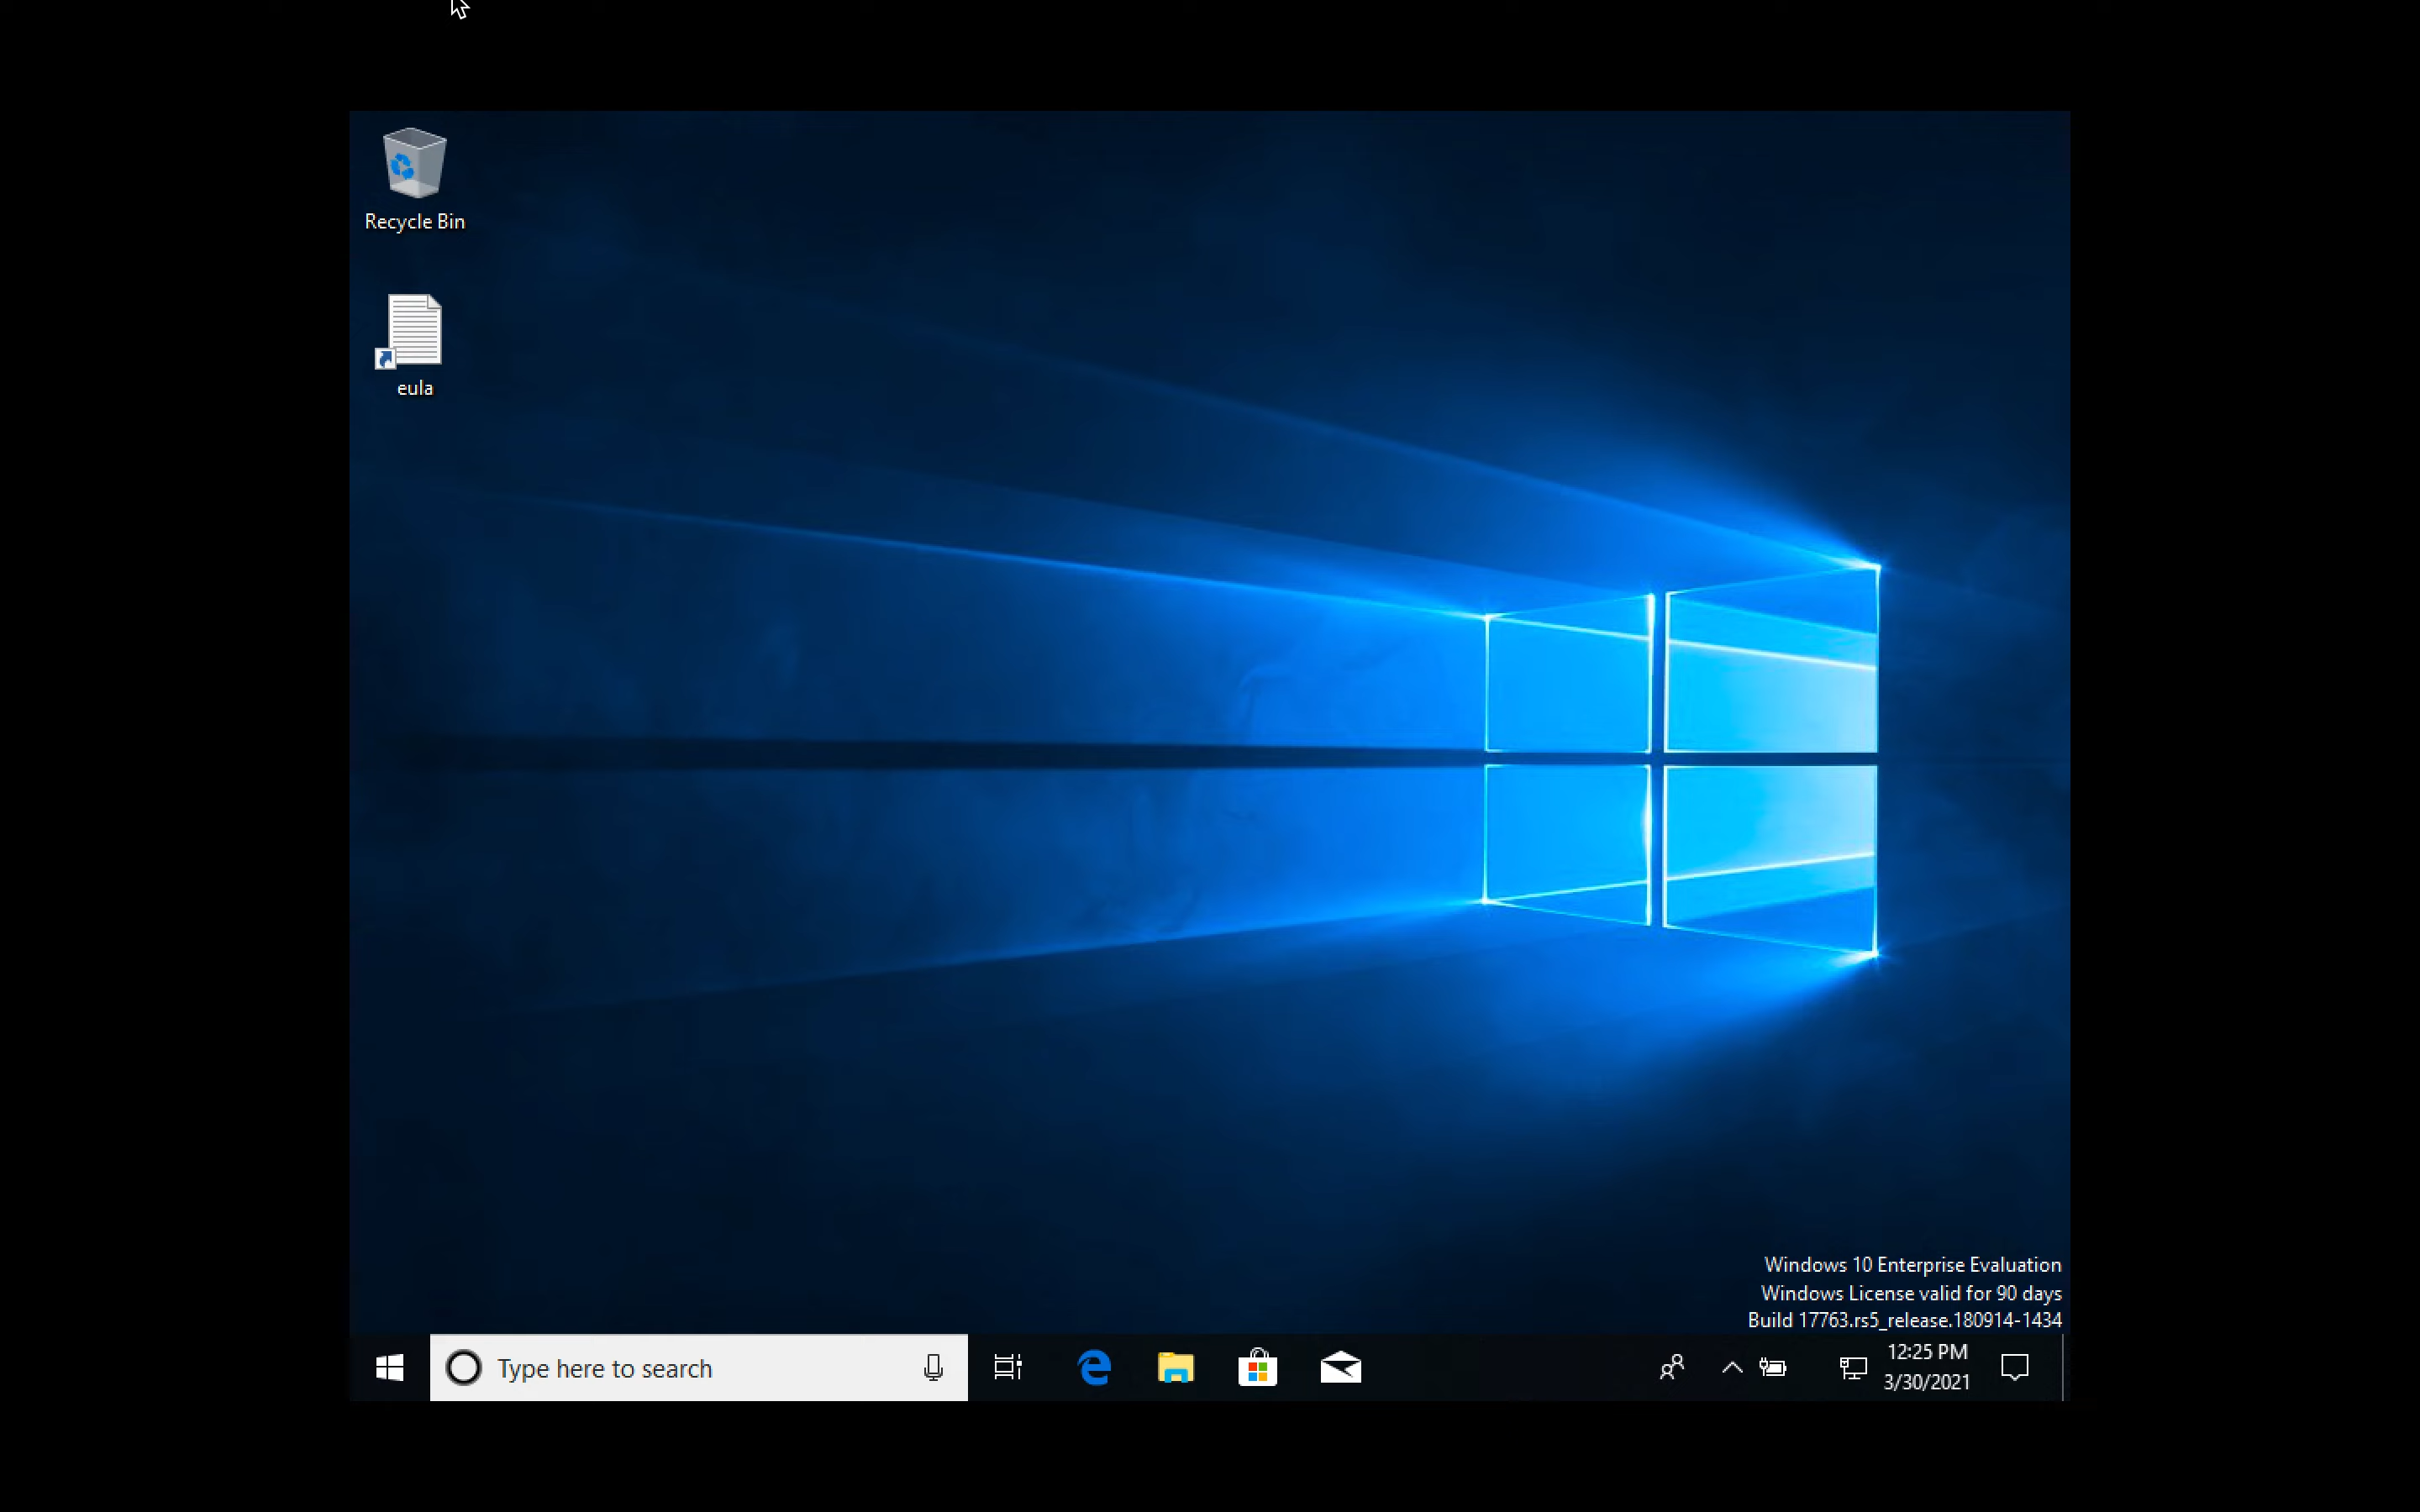 Recycle Bin
eula
Windows 10 Enterprise Evaluation
Windows License valid for 90 days
Build 17763.rs5_release.180914-1434
Type here to search
12:25 PM
3/30/2021